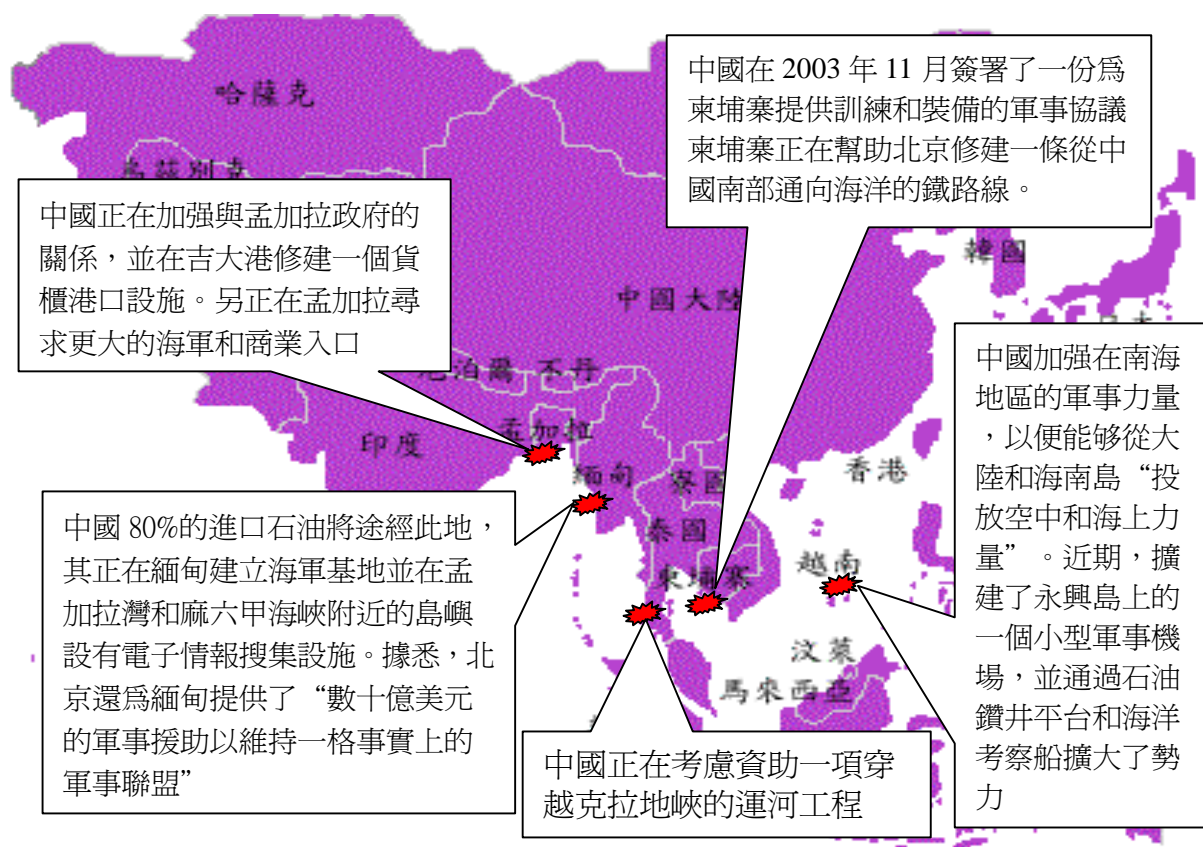 哈薩克
中國在 2003 年 11 月簽署了一份爲
柬埔寨提供訓練和裝備的軍事協議
柬埔寨正在幫助北京修建一條從中
國南部通向海洋的鐵路線。
烏茲別克
中國正在加强與孟加拉政府的
關係，並在吉大港修建一個貨
櫃港口設施。另正在孟加拉尋
求更大的海軍和商業入口
韓國
中國大陸
日本
尼泊爾 不丹
孟加拉
印度
緬甸
寮國
香港
泰國
柬埔寨
越南
汶萊
馬來西亞
中國加强在南海
地區的軍事力量
，以便能够從大
陸和海南島“投
放空中和海上力
量”。近期，擴
建了永興島上的
一個小型軍事機
場，並通過石油
鑽井平台和海洋
考察船擴大了勢
力
中國 80%的進口石油將途經此地，
其正在緬甸建立海軍基地並在孟
加拉灣和麻六甲海峽附近的島嶼
設有電子情報搜集設施。據悉，北
京還爲緬甸提供了“數十億美元
的軍事援助以維持一格事實上的
軍事聯盟”
中國正在考慮資助一項穿
越克拉地峽的運河工程